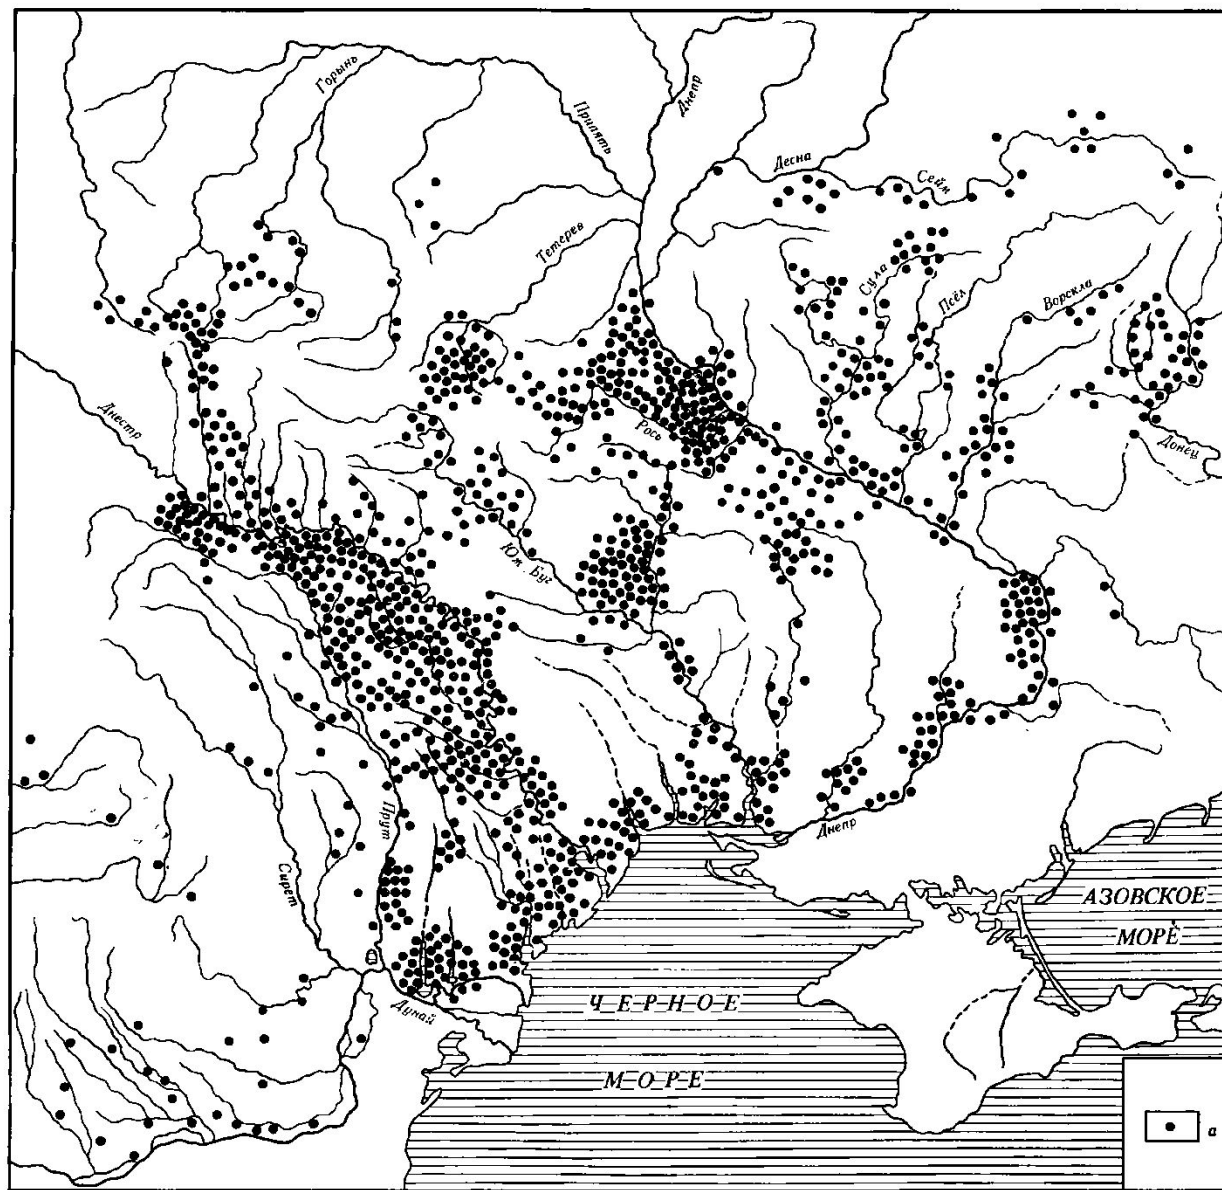 Горынь
Припять
Днепр
Десна
Сейм
Тетерев
Сула
Псёл
Ворскла
Днестр
Рось
Донец
Юж. Буг
Прут
Днепр
Сирет
АЗОВСКОЕ
МОРЕ
Дунай
ЧЕРНОЕ
МОРЕ
а